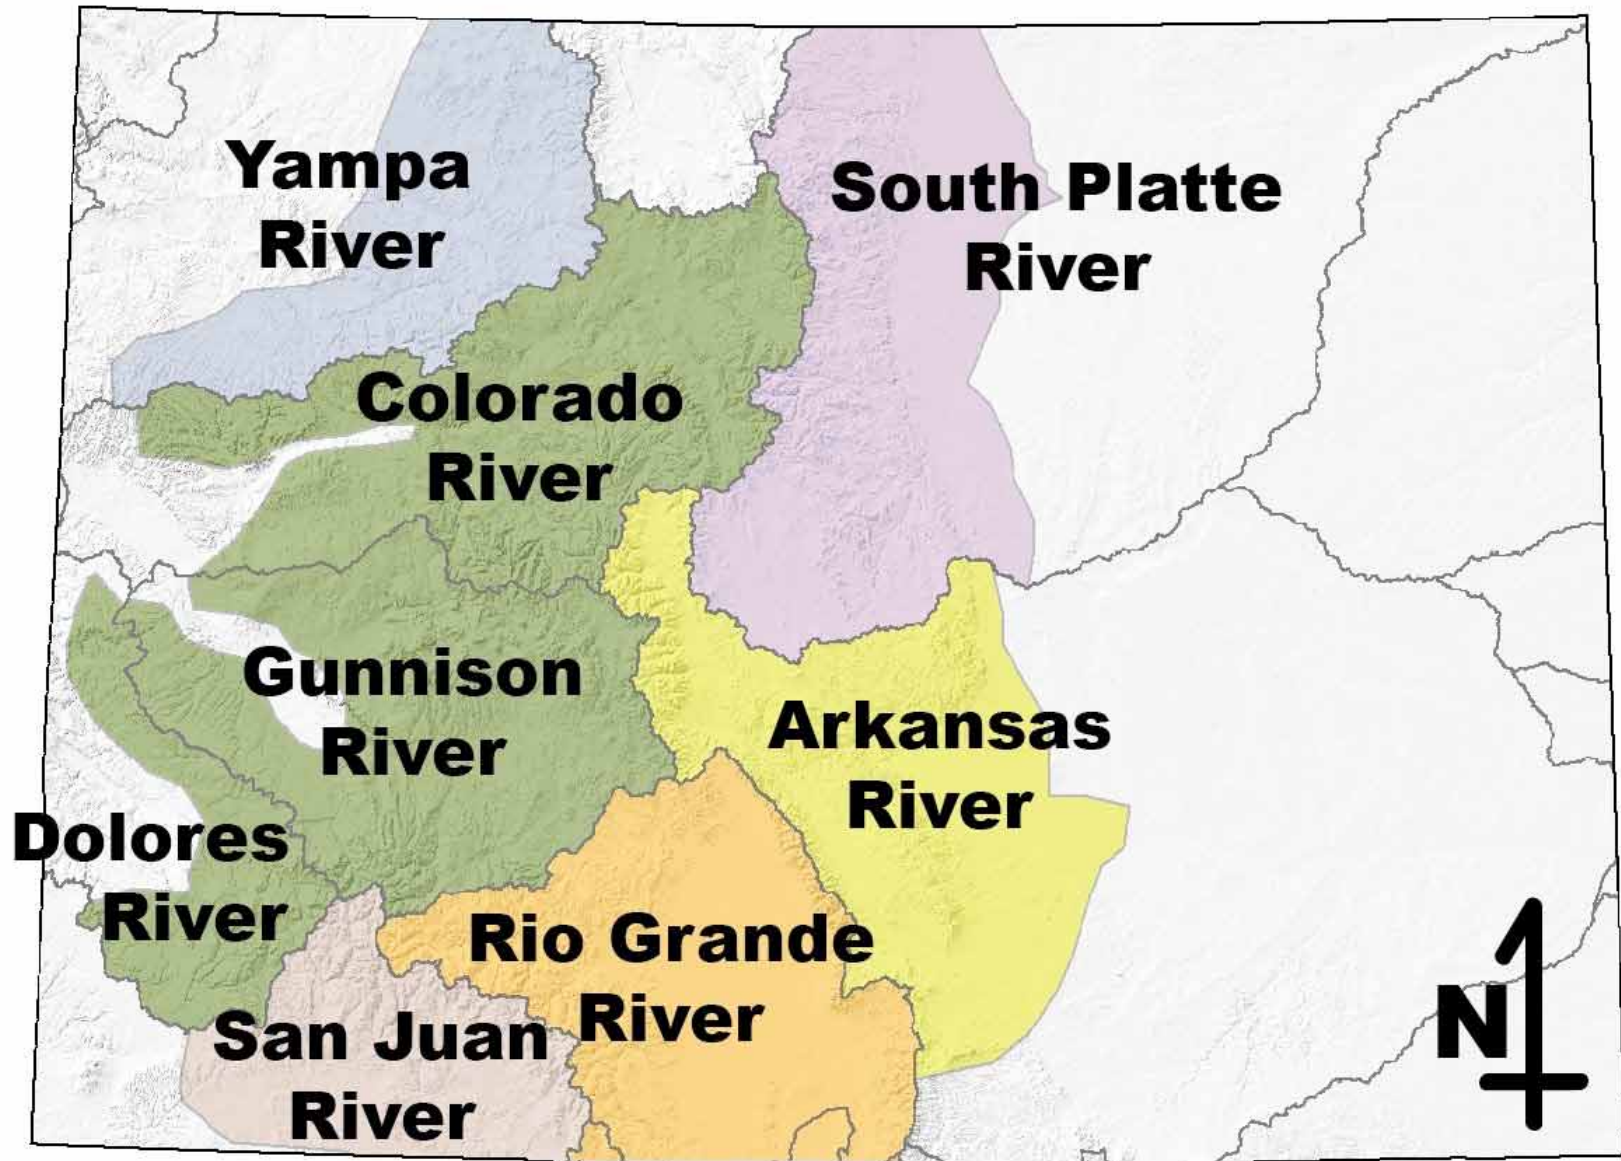 Yampa
River
South Platte
River
Colorado
River
Gunnison
River
Arkansas
River
Dolores
River
Rio Grande
River
San Juan
River
N